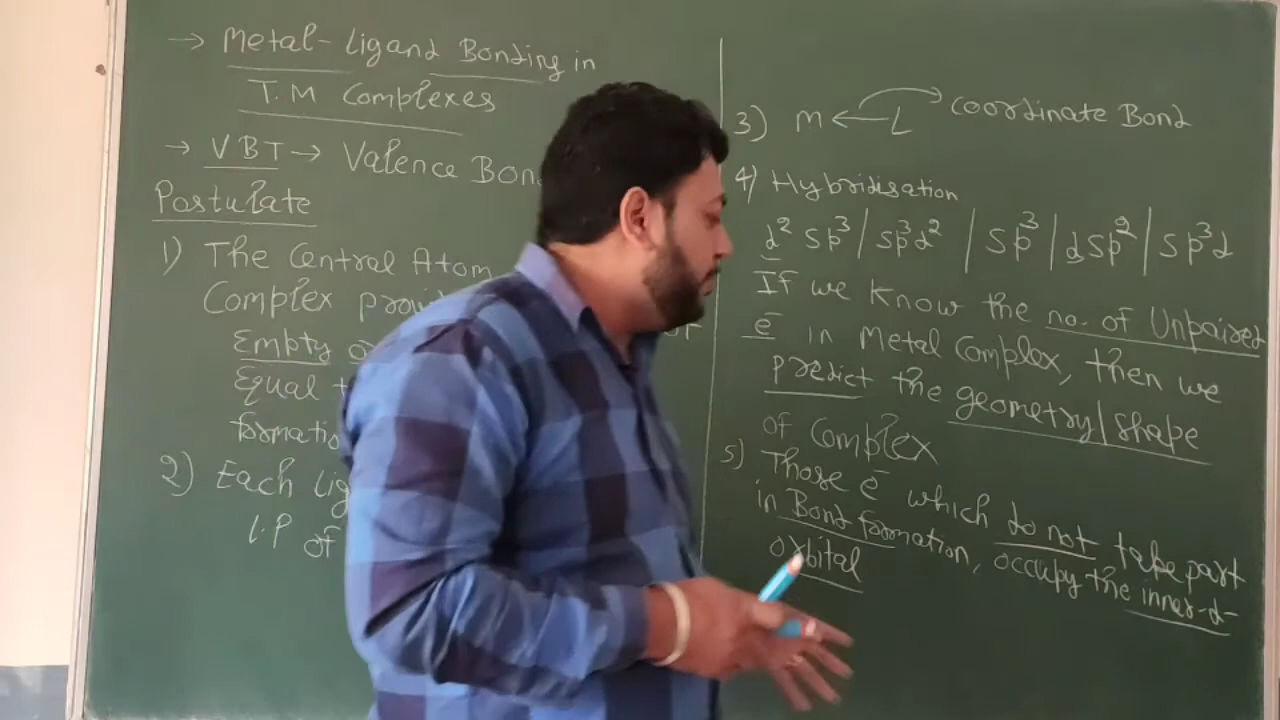 → Metal-Ligand Bonding in
T.M Complexes
→ VBT → Valence Bon
Postulate
1) The Central Atom
Complex provi
Empty
Equal
formatio
2) Each Lig
L.P of
3) M ← L → Coordinate Bond
4) Hybridisation
d² sp³ | sp³d² | sp³ | dsp² | sp³d
If we know the no. of Unpaired
e⁻ in Metal Complex, then we
predict the geometry/shape
of Complex
5) Those e⁻ which do not take part
in Bond formation, occupy the inner-d-
orbital